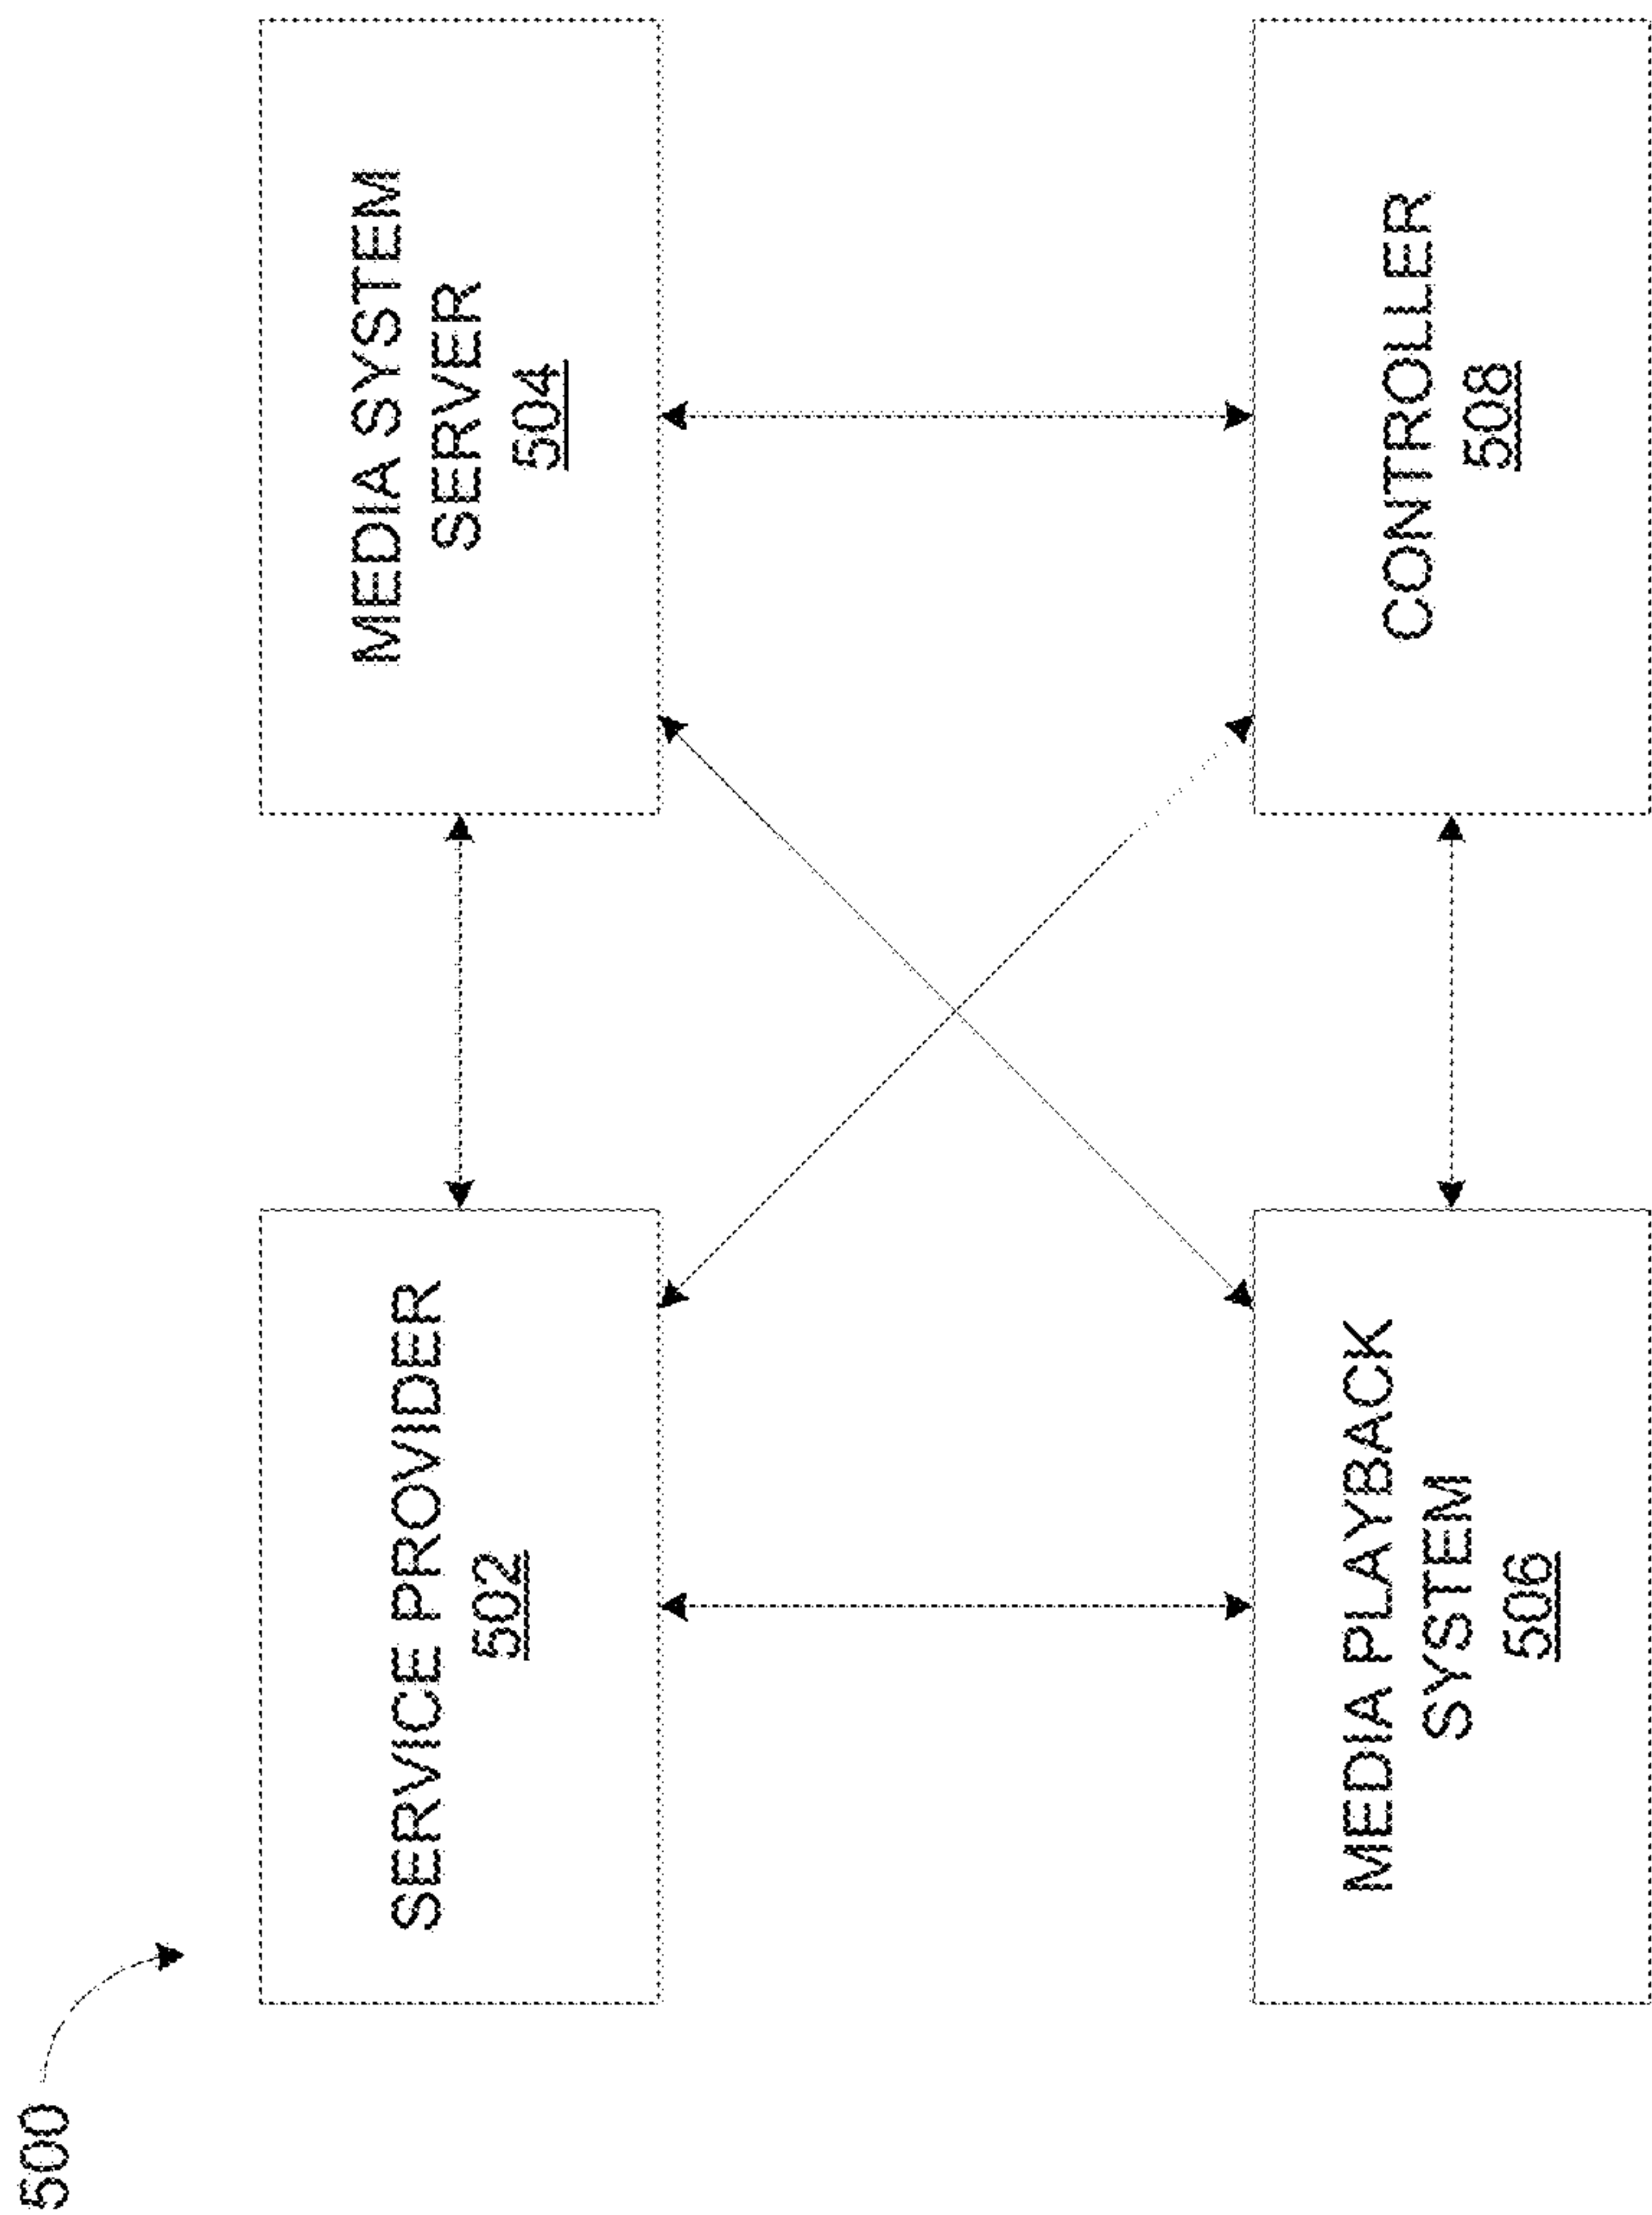 500
SERVICE PROVIDER
502
MEDIA SYSTEM
SERVER
504
MEDIA PLAYBACK
SYSTEM
506
CONTROLLER
508